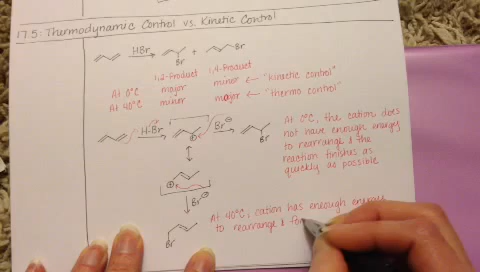 17.5: Thermodynamic Control vs. Kinetic Control
HBr
Br
+
Br
1,2-Product
1,4-Product
At 0°C
major
minor ← "kinetic control"
At 40°C
minor
major ← "thermo control"
H-Br
Br⊖
⊕
Br
At 0°C, the cation does
not have enough energy
to rearrange & the
reaction finishes as
quickly as possible
⊕
Br⊖
Br
At 40°C, cation has enough energy
to rearrange & fo